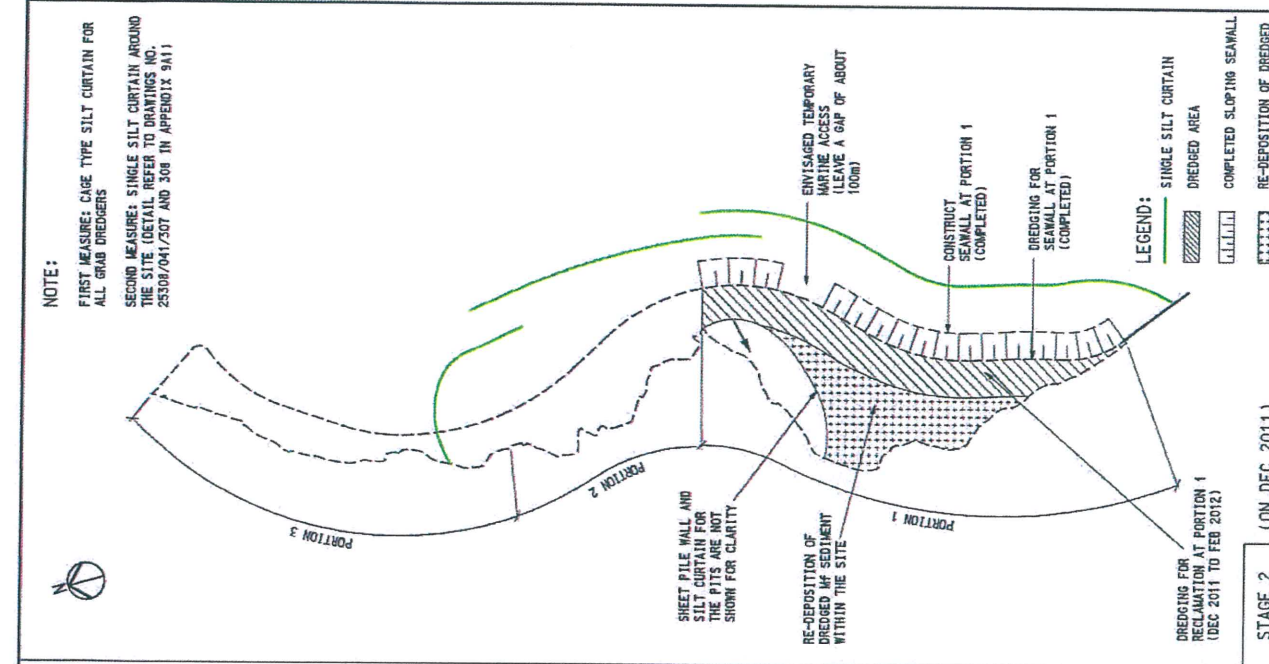 NOTE:
FIRST MEASURE: CAGE TYPE SILT CURTAIN FOR
ALL GRAB DREDGERS
SECOND MEASURE: SINGLE SILT CURTAIN AROUND
THE SITE (DETAIL REFER TO DRAWINGS NO.
25308/041/307 AND 308 IN APPENDIX 9A1)
N
PORTION 3
PORTION 2
PORTION 1
SHEET PILE WALL AND
SILT CURTAIN FOR
THE PITS ARE NOT
SHOWN FOR CLARITY
RE-DEPOSITION OF
DREDGED Mf SEDIMENT
WITHIN THE SITE
DREDGING FOR
RECLAMATION AT PORTION 1
(DEC 2011 TO FEB 2012)
ENVISAGED TEMPORARY
MARINE ACCESS
(LEAVE A GAP OF ABOUT
100m)
CONSTRUCT
SEAWALL AT PORTION 1
(COMPLETED)
DREDGING FOR
SEAWALL AT PORTION 1
(COMPLETED)
LEGEND:
SINGLE SILT CURTAIN
DREDGED AREA
COMPLETED SLOPING SEAWALL
RE-DEPOSITION OF DREDGED
STAGE 2 (ON DEC 2011)